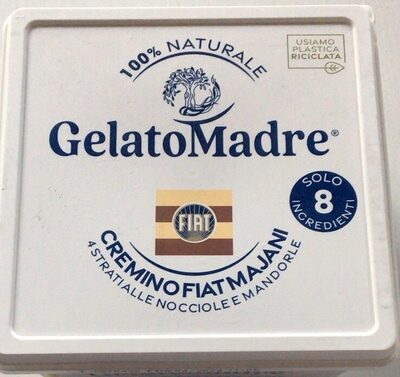 100% NATURALE
USIAMO
PLASTICA
RICICLATA
GelatoMadre®
SOLO
8
INGREDIENTI
FIAT
CREMINO FIAT MAJANI
4 STRATI ALLE NOCCIOLE E MANDORLE